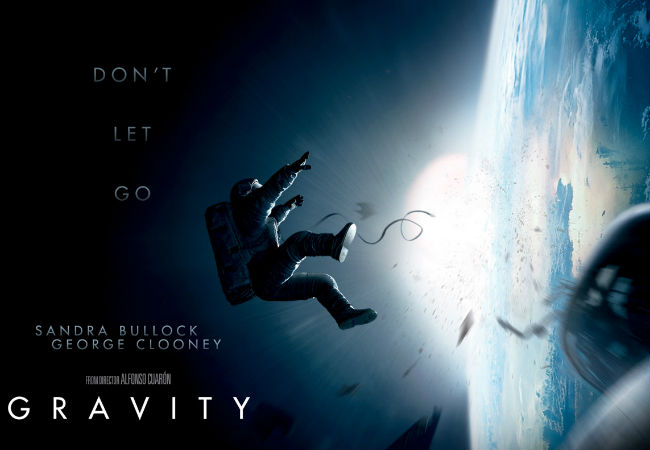 DON'T
LET
GO
SANDRA BULLOCK
GEORGE CLOONEY
FROM DIRECTOR ALFONSO CUARÓN
GRAVITY